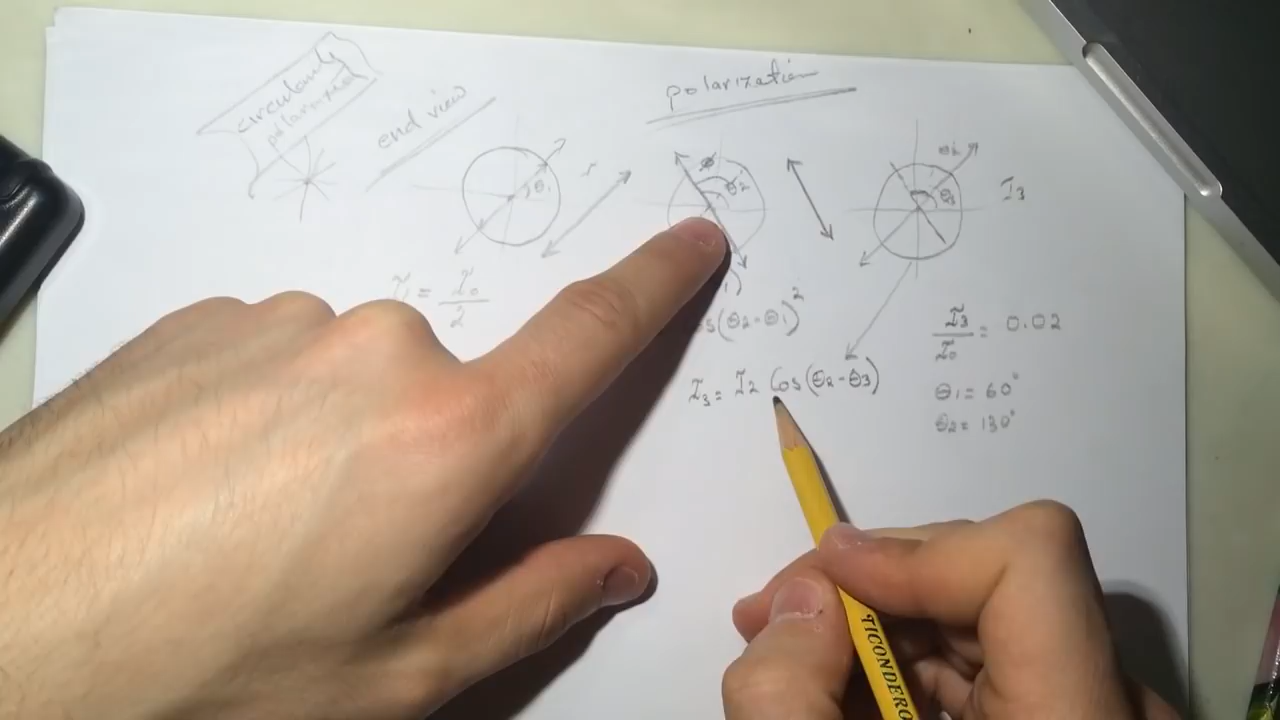 circularly
polarized
end view
polarization
θ1
ϕ
θ2
θ3
I3
I1 = I0/2
s(θ2-θ1)²
I3 = I2 Cos(θ2-θ3)
I3/I0 = 0.02
θ1 = 60°
θ2 = 130°
TICONDERO